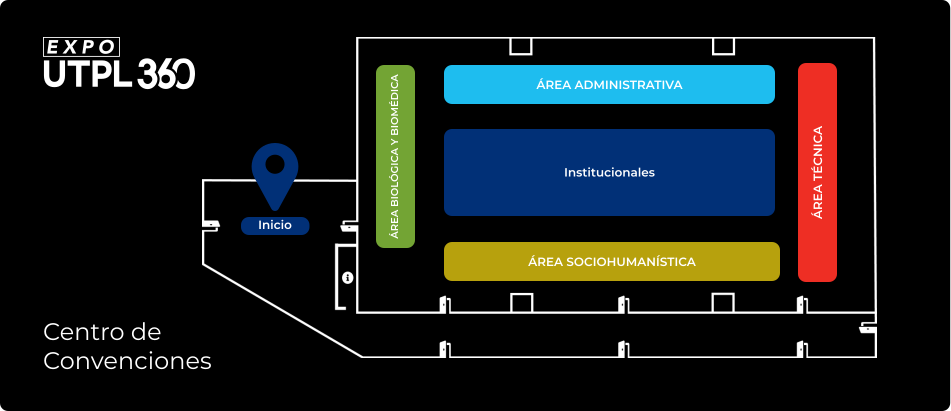 EXPO
UTPL 360
ÁREA BIOLÓGICA Y BIOMÉDICA
ÁREA ADMINISTRATIVA
ÁREA TÉCNICA
Institucionales
Inicio
ÁREA SOCIOHUMANÍSTICA
i
Centro de
Convenciones